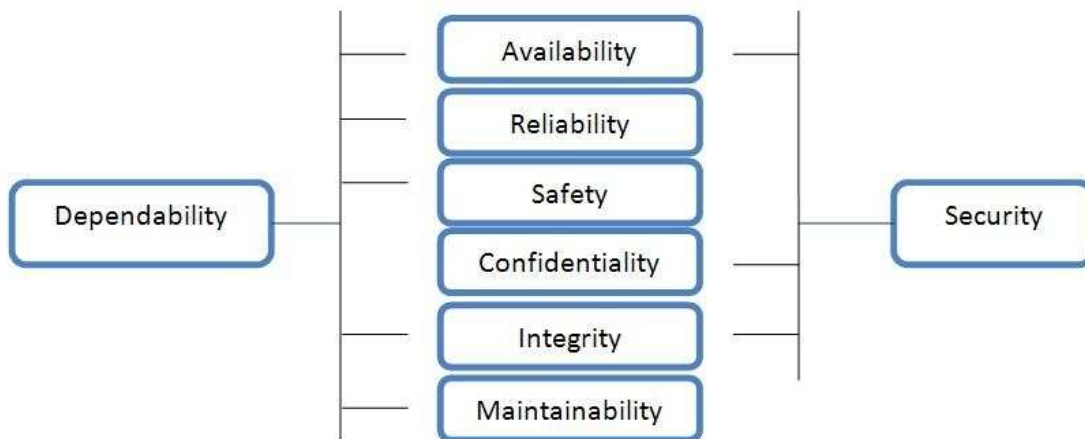 Availability
Reliability
Safety
Dependability
Security
Confidentiality
Integrity
Maintainability